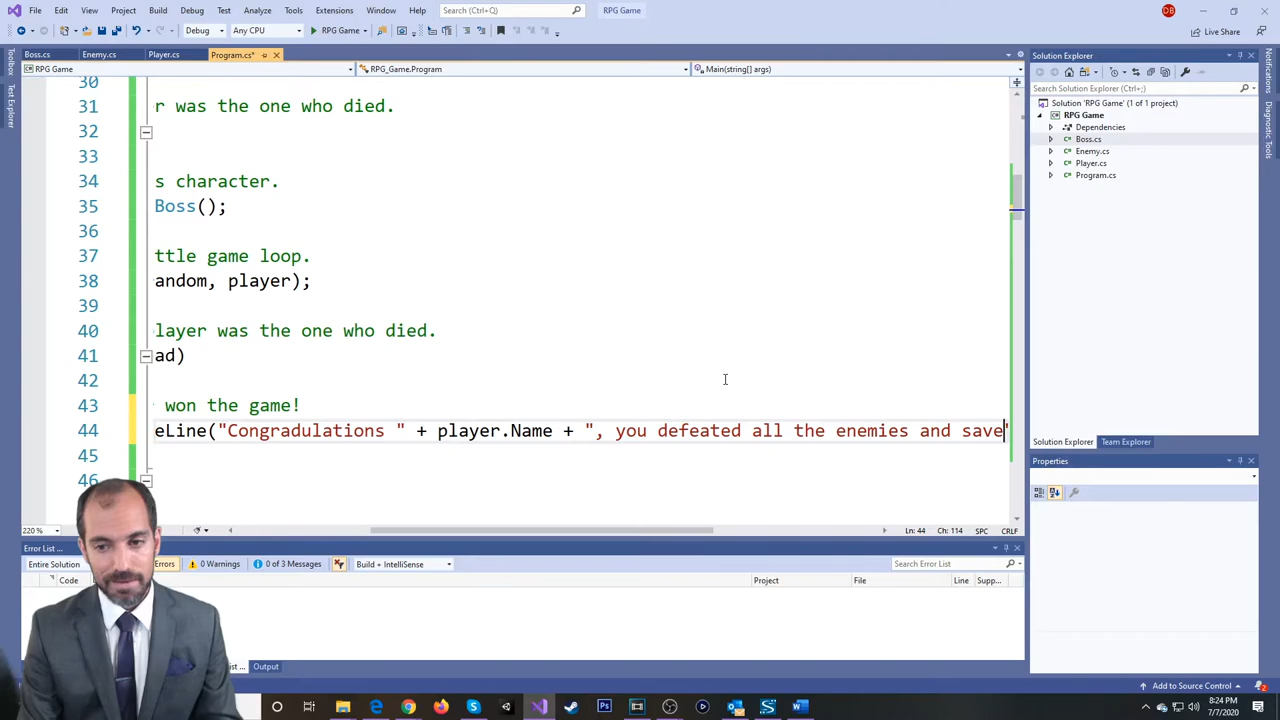 File Edit View Project Build Debug Test Analyze Tools Extensions Window Help Search (Ctrl+Q) RPG Game DB
Debug Any CPU RPG Game Live Share
Boss.cs Enemy.cs Player.cs Program.cs*
RPG Game RPG_Game.Program Main(string[] args)
Toolbox
Test Explorer
30
31 r was the one who died.
32
33
34 s character.
35 Boss();
36
37 ttle game loop.
38 andom, player);
39
40 layer was the one who died.
41 ad)
42
43 won the game!
44 eLine("Congradulations " + player.Name + ", you defeated all the enemies and save"
45
46
220 % Ln: 44 Ch: 114 SPC CRLF
Solution Explorer
Search Solution Explorer (Ctrl+;)
Solution 'RPG Game' (1 of 1 project)
RPG Game
Dependencies
Boss.cs
Enemy.cs
Player.cs
Program.cs
Solution Explorer Team Explorer
Properties
Notifications
Diagnostic Tools
Error List ...
Entire Solution Errors 0 Warnings 0 of 3 Messages Build + IntelliSense Search Error List
Code Project File Line Supp...
Output
Add to Source Control 2
8:24 PM
7/7/2020